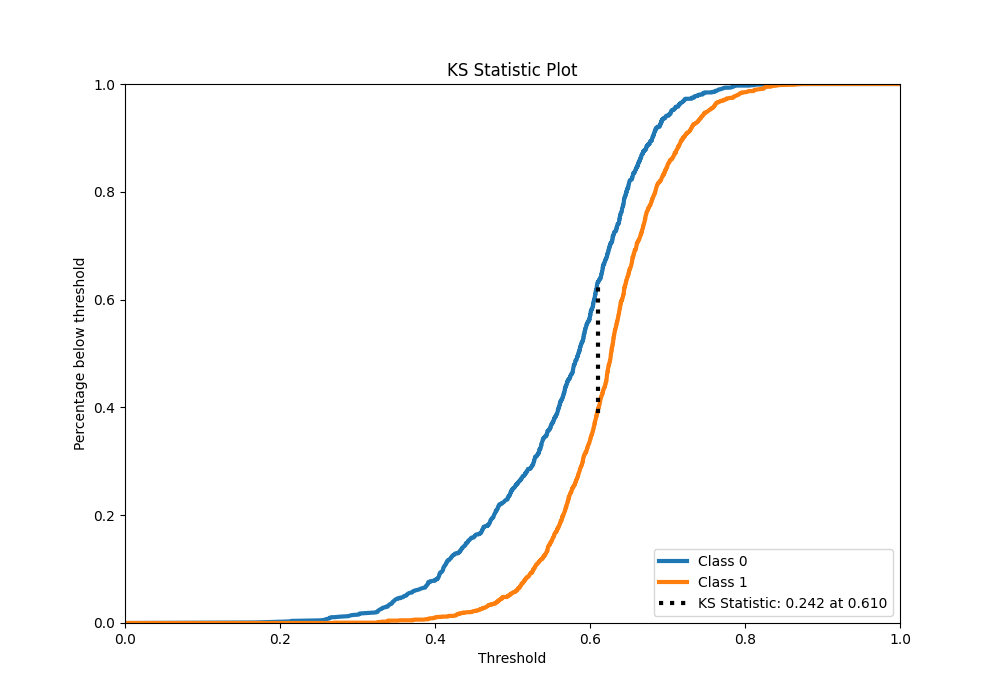 KS Statistic Plot
1.0
0.8
0.6
0.4
0.2
0.0
Percentage below threshold
0.0 0.2 0.4 0.6 0.8 1.0
Threshold
Class 0
Class 1
KS Statistic: 0.242 at 0.610